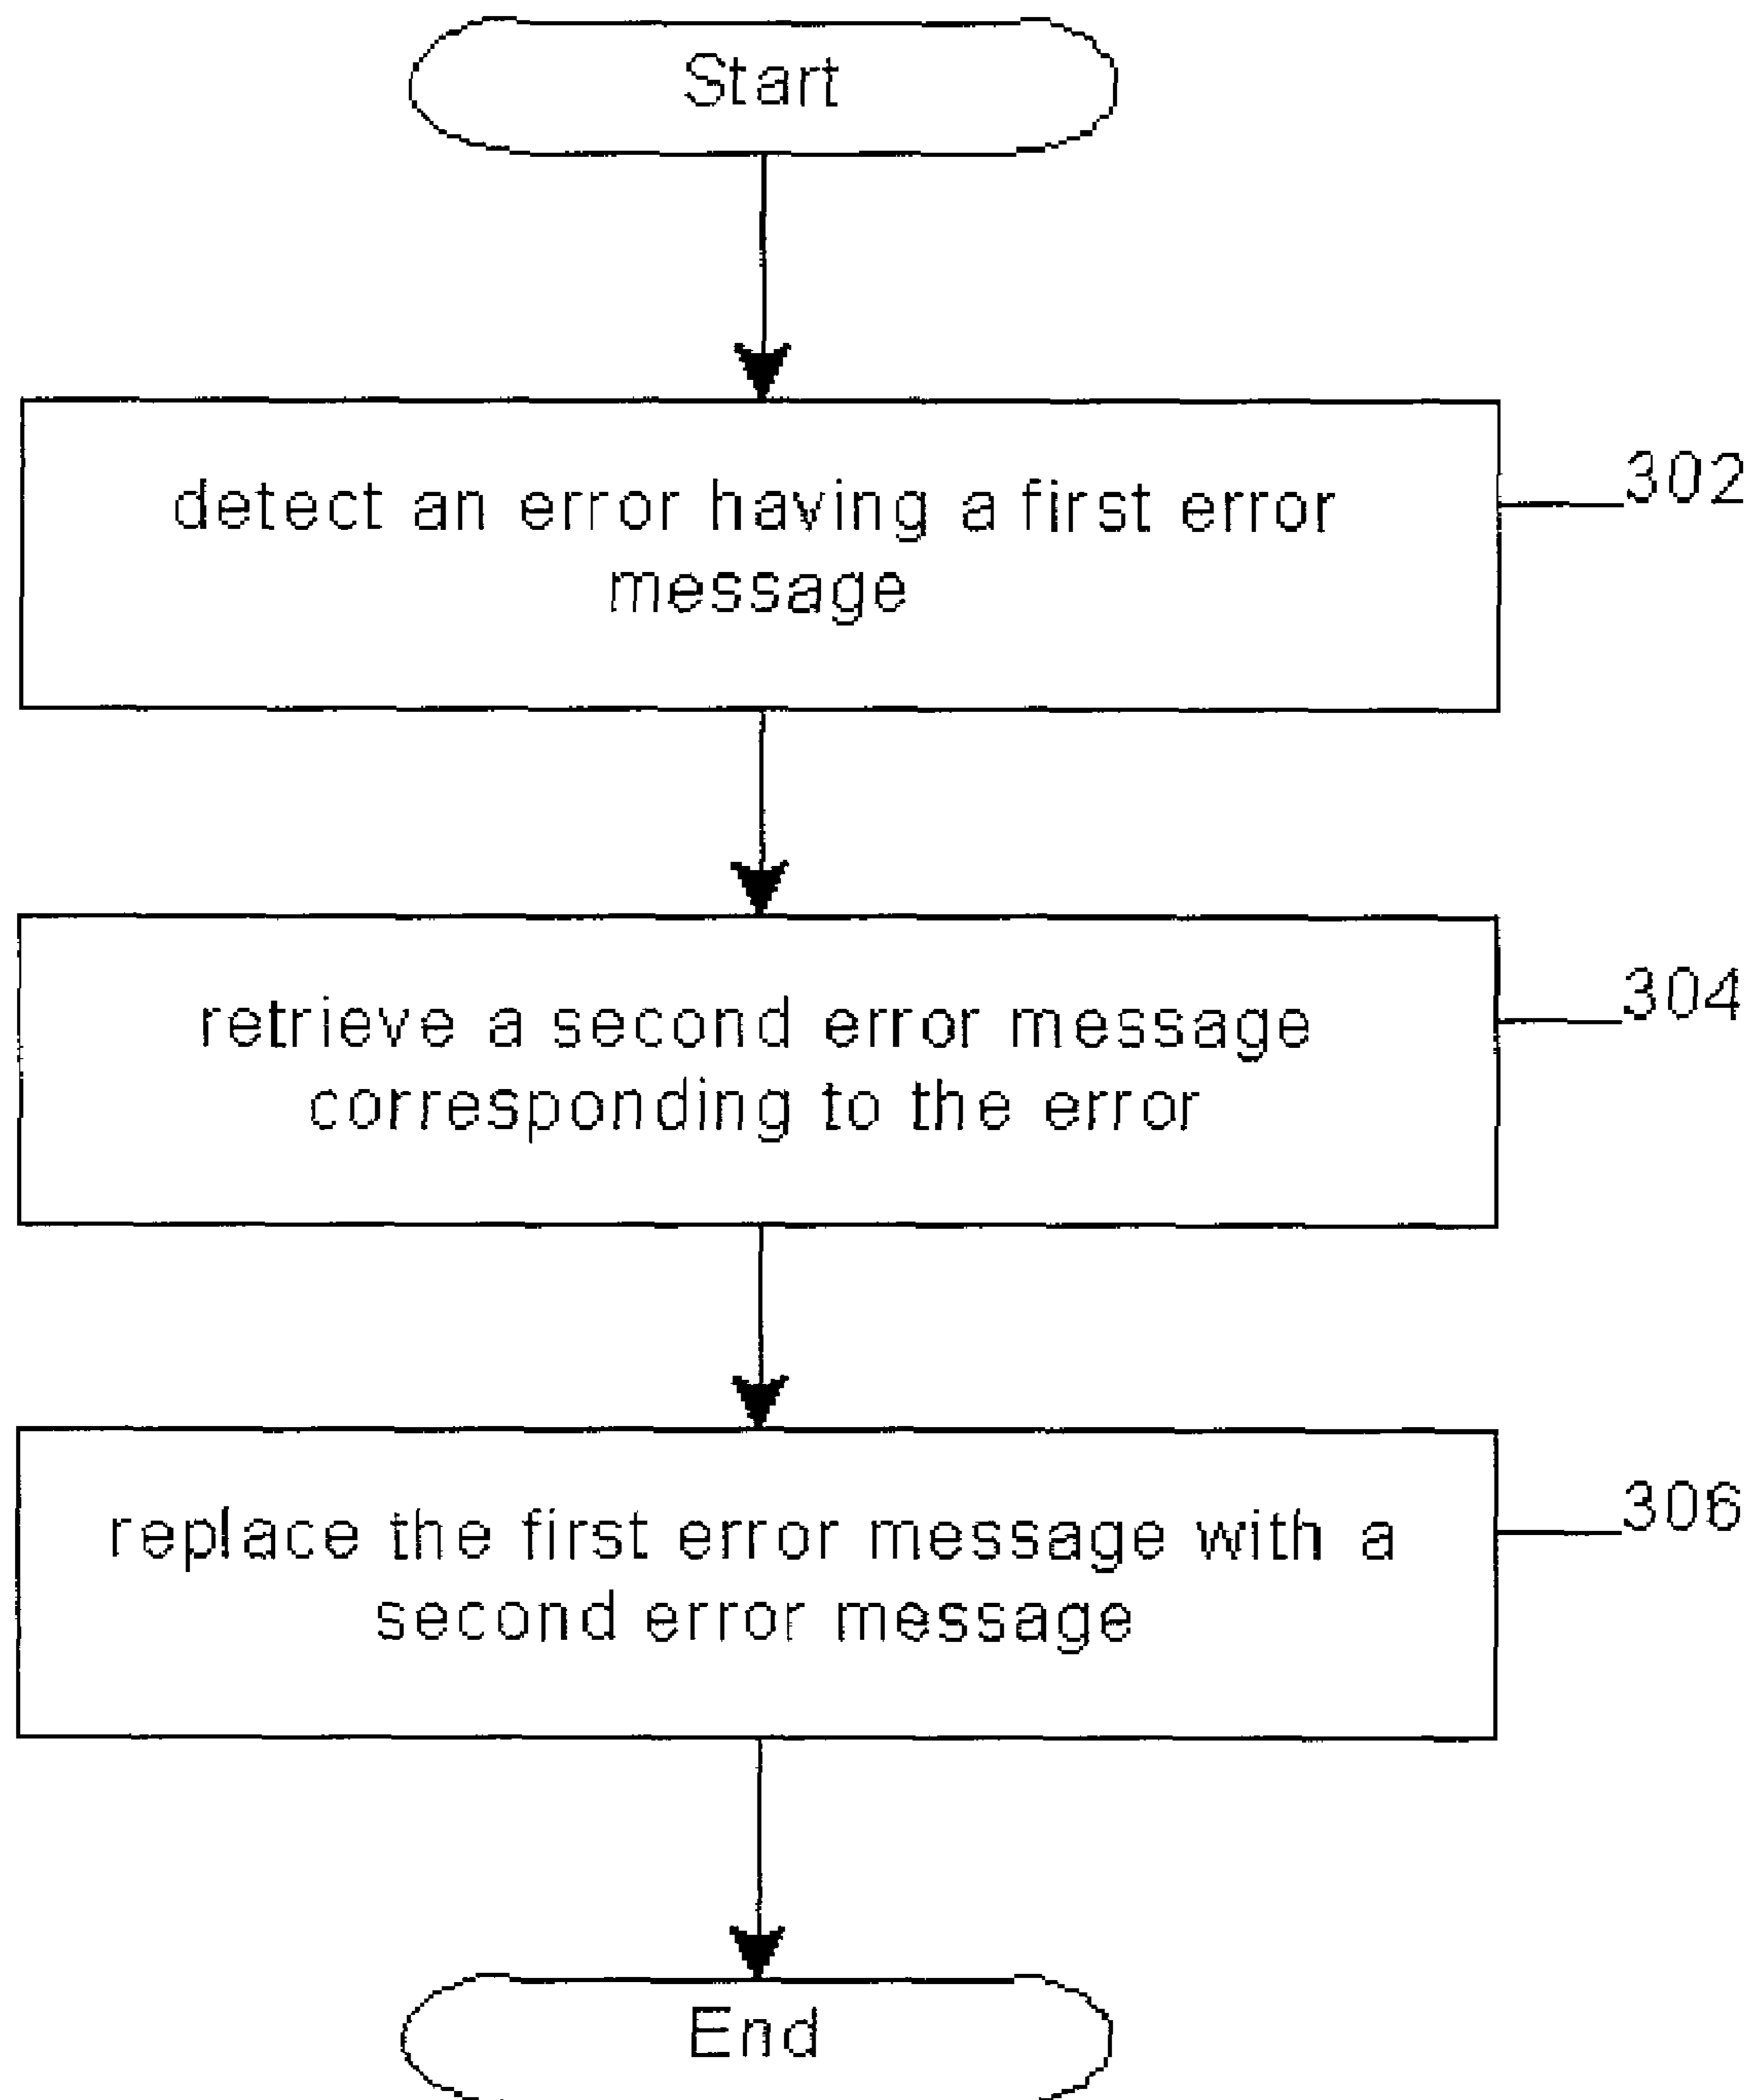 Start
detect an error having a first error
message
302
retrieve a second error message
corresponding to the error
304
replace the first error message with a
second error message
306
End